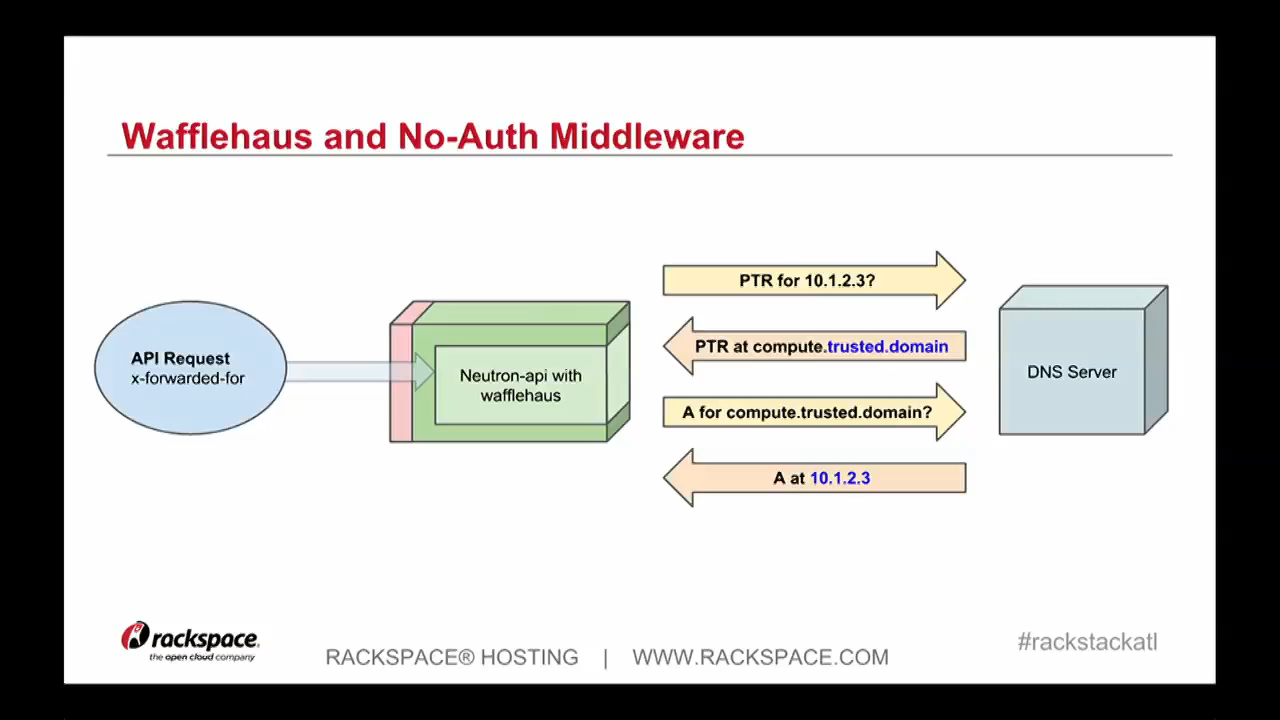 Wafflehaus and No-Auth Middleware
API Request
x-forwarded-for
Neutron-api with
wafflehaus
PTR for 10.1.2.3?
PTR at compute.trusted.domain
A for compute.trusted.domain?
A at 10.1.2.3
DNS Server
rackspace.
the open cloud company
RACKSPACE® HOSTING | WWW.RACKSPACE.COM
#rackstackatl